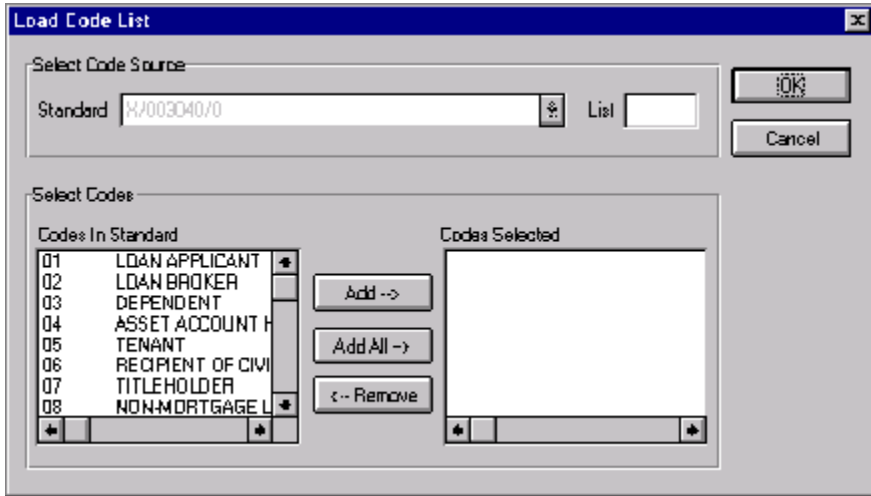 Load Code List
Select Code Source
Standard X/003040/0 List
OK
Cancel
Select Codes
Codes In Standard
Codes Selected
01 LOAN APPLICANT
02 LOAN BROKER
03 DEPENDENT
04 ASSET ACCOUNT H
05 TENANT
06 RECIPIENT OF CIVI
07 TITLEHOLDER
08 NON-MORTGAGE L
Add -->
Add All -->
<-- Remove